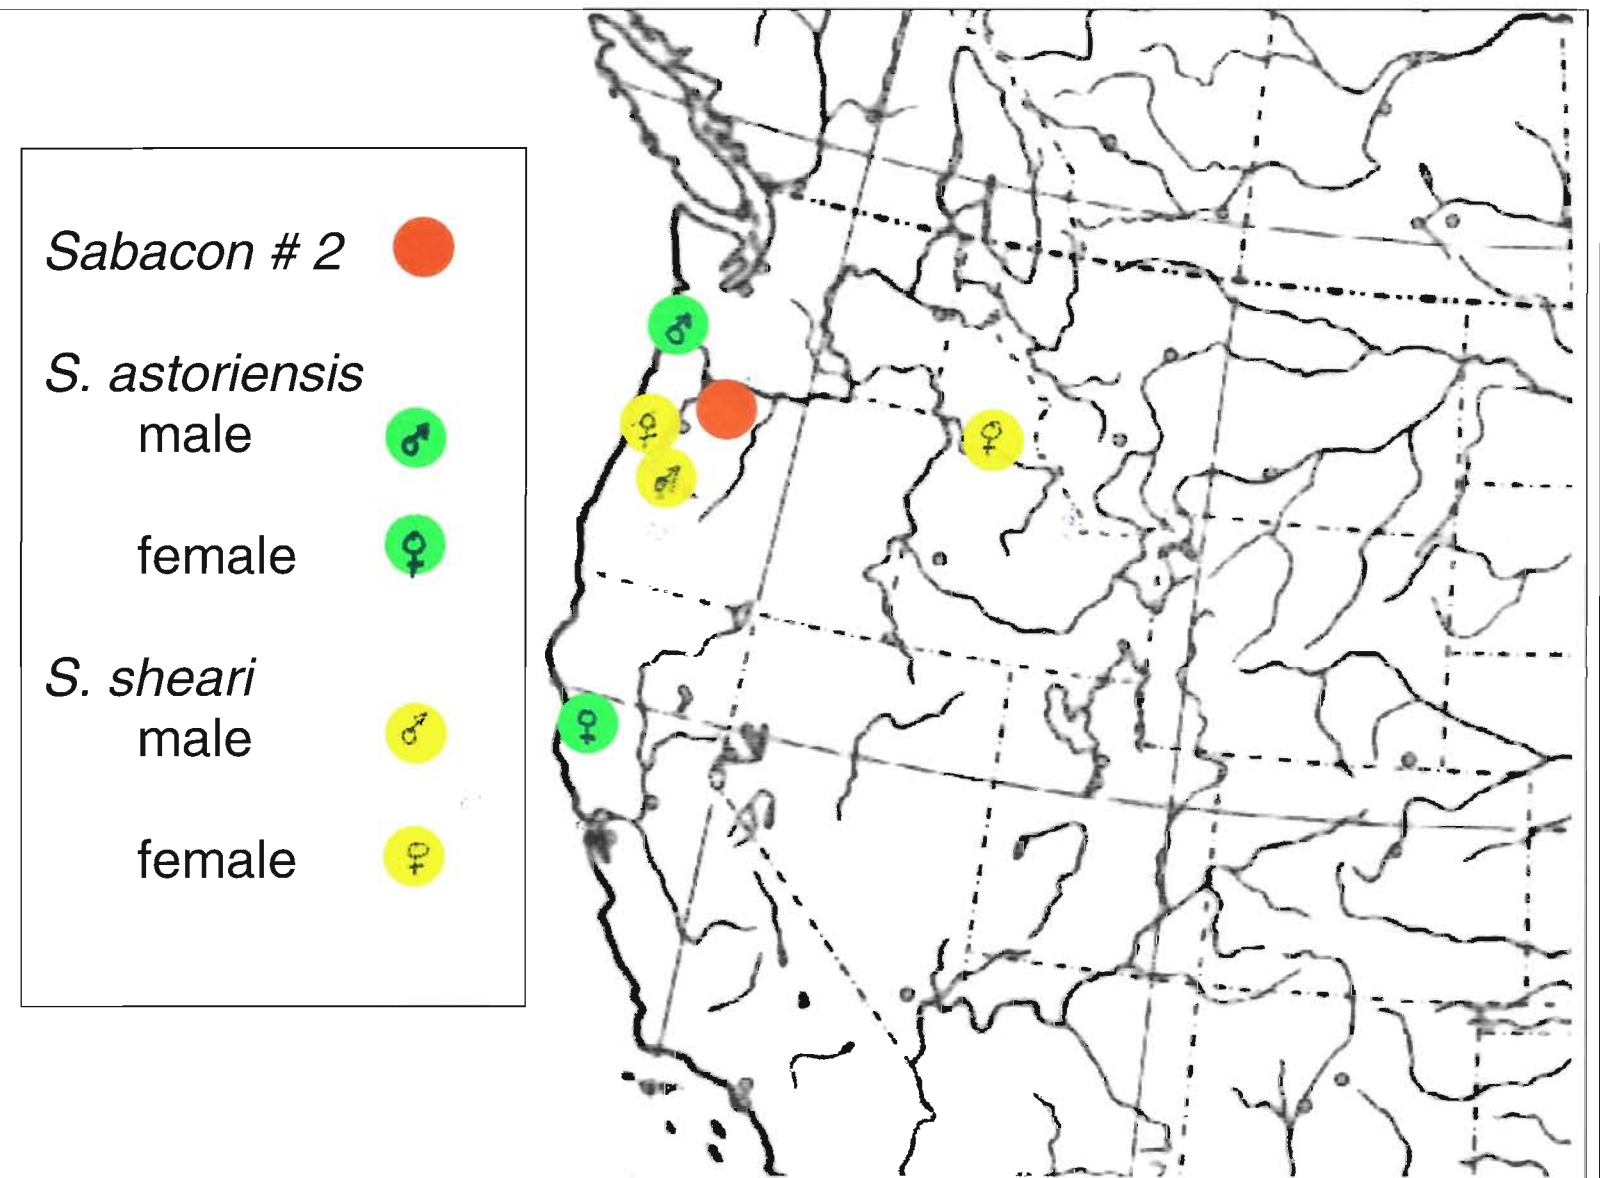 Sabacon # 2
S. astoriensis
male
female
S. sheari
male
female